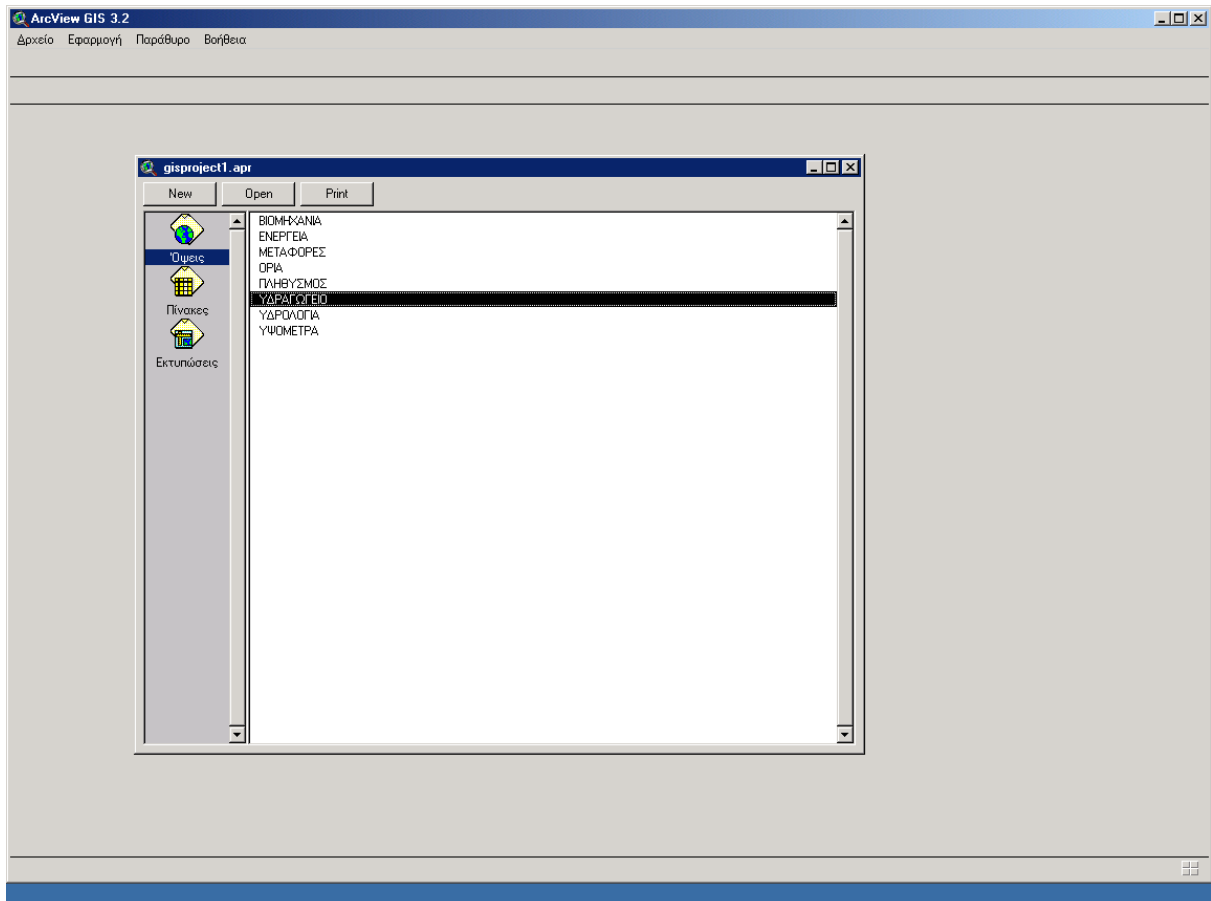 ArcView GIS 3.2
Αρχείο Εφαρμογή Παράθυρο Βοήθεια
gisproject1.apr
New Open Print
Όψεις
Πίνακες
Εκτυπώσεις
ΒΙΟΜΗΧΑΝΙΑ
ΕΝΕΡΓΕΙΑ
ΜΕΤΑΦΟΡΕΣ
ΟΡΙΑ
ΠΛΗΘΥΣΜΟΣ
ΥΔΡΑΓΩΓΕΙΟ
ΥΔΡΟΛΟΓΙΑ
ΥΨΟΜΕΤΡΑ